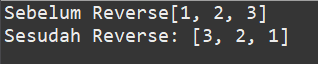 Sebelum Reverse[1, 2, 3]
Sesudah Reverse: [3, 2, 1]